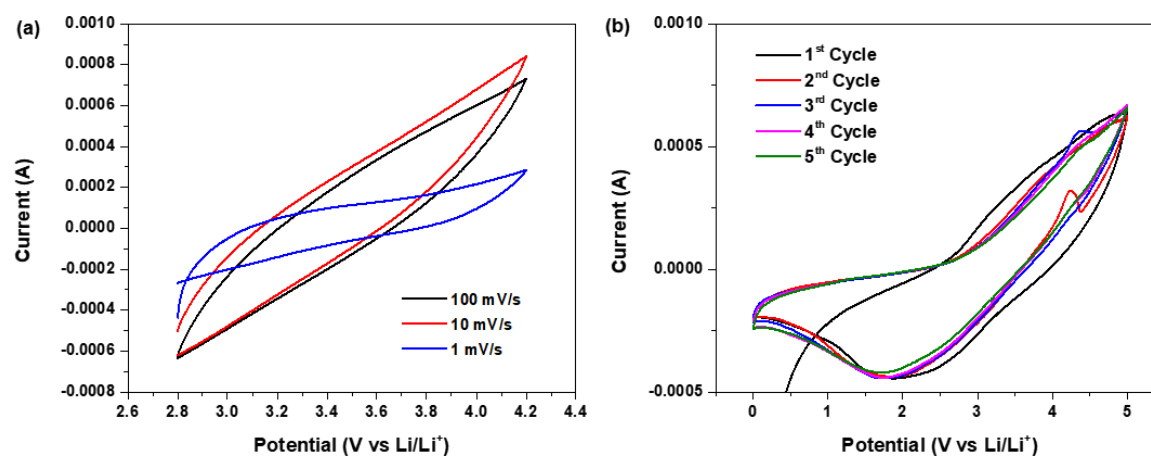 (a)
0.0010
0.0008
0.0006
0.0004
0.0002
0.0000
-0.0002
-0.0004
-0.0006
-0.0008
Current (A)
100 mV/s
10 mV/s
1 mV/s
2.6 2.8 3.0 3.2 3.4 3.6 3.8 4.0 4.2 4.4
Potential (V vs Li/Li⁺)
(b)
0.0010
0.0005
0.0000
-0.0005
Current (A)
1st Cycle
2nd Cycle
3rd Cycle
4th Cycle
5th Cycle
0 1 2 3 4 5
Potential (V vs Li/Li⁺)